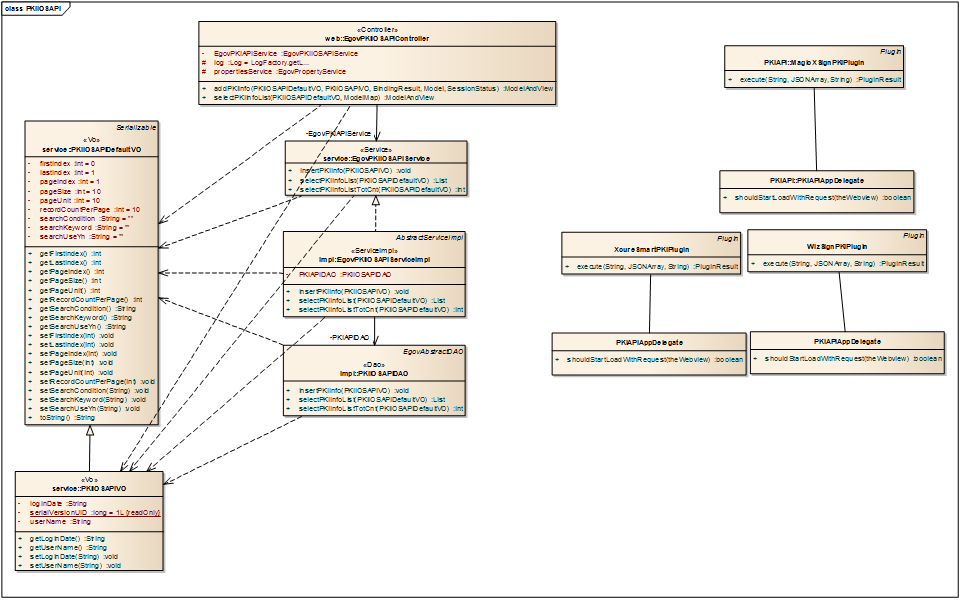 class PKIIOSAPI
«Controller»
web::EgovPKIIOSAPIController
- EgovPKIAPIService :EgovPKIIOSAPIService
# log :Log = LogFactory.getL...
# propertiesService :EgovPropertyService
+ addPKIInfo(PKIIOSAPIDefaultVO, PKIIOSAPIVO, BindingResult, Model, SessionStatus) :ModelAndView
+ selectPKIInfoList(PKIIOSAPIDefaultVO, ModelMap) :ModelAndView
Serializable
«Vo»
service::PKIIOSAPIDefaultVO
- firstIndex :int = 0
- lastIndex :int = 1
- pageIndex :int = 1
- pageSize :int = 10
- pageUnit :int = 10
- recordCountPerPage :int = 10
- searchCondition :String = ""
- searchKeyword :String = ""
- searchUseYn :String = ""
+ getFirstIndex() :int
+ getLastIndex() :int
+ getPageIndex() :int
+ getPageSize() :int
+ getPageUnit() :int
+ getRecordCountPerPage() :int
+ getSearchCondition() :String
+ getSearchKeyword() :String
+ getSearchUseYn() :String
+ setFirstIndex(int) :void
+ setLastIndex(int) :void
+ setPageIndex(int) :void
+ setPageSize(int) :void
+ setPageUnit(int) :void
+ setRecordCountPerPage(int) :void
+ setSearchCondition(String) :void
+ setSearchKeyword(String) :void
+ setSearchUseYn(String) :void
+ toString() :String
-EgovPKIAPIService
«Service»
service::EgovPKIIOSAPIService
+ insertPKIInfo(PKIIOSAPIVO) :void
+ selectPKIInfoList(PKIIOSAPIDefaultVO) :List
+ selectPKIInfoListTotCnt(PKIIOSAPIDefaultVO) :int
AbstractServiceImpl
«ServiceImpl»
impl::EgovPKIIOSAPIServiceImpl
- PKIAPIDAO :PKIIOSAPIDAO
+ insertPKIInfo(PKIIOSAPIVO) :void
+ selectPKIInfoList(PKIIOSAPIDefaultVO) :List
+ selectPKIInfoListTotCnt(PKIIOSAPIDefaultVO) :int
-PKIAPIDAO
EgovAbstractDAO
«Dao»
impl::PKIIOSAPIDAO
+ insertPKIInfo(PKIIOSAPIVO) :void
+ selectPKIInfoList(PKIIOSAPIDefaultVO) :List
+ selectPKIInfoListTotCnt(PKIIOSAPIDefaultVO) :int
«Vo»
service::PKIIOSAPIVO
- loginDate :String
- serialVersionUID :long = 1L {readOnly}
- userName :String
+ getLoginDate() :String
+ getUserName() :String
+ setLoginDate(String) :void
+ setUserName(String) :void
Plugin
PKIAPI::MagicXSignPKIPlugin
+ execute(String, JSONArray, String) :PluginResult
PKIAPI::PKIAPIAppDelegate
+ shouldStartLoadWithRequest(theWebview) :boolean
Plugin
XcureSmartPKIPlugin
+ execute(String, JSONArray, String) :PluginResult
Plugin
WizSignPKIPlugin
+ execute(String, JSONArray, String) :PluginResult
PKIAPIAppDelegate
+ shouldStartLoadWithRequest(theWebview) :boolean
PKIAPIAppDelegate
+ shouldStartLoadWithRequest(theWebview) :boolean